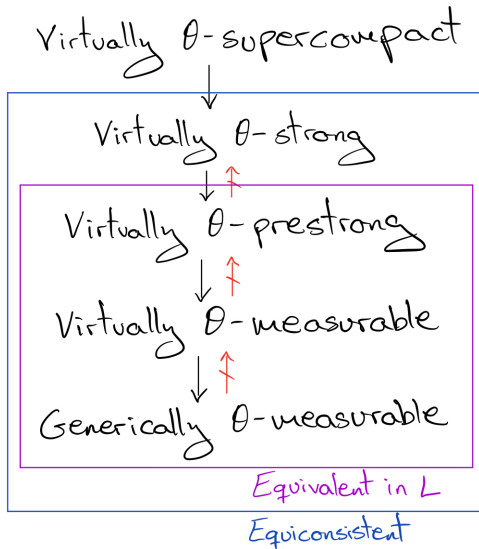 Virtually θ-supercompact
Virtually θ-strong
Virtually θ-prestrong
Virtually θ-measurable
Generically θ-measurable
Equivalent in L
Equiconsistent